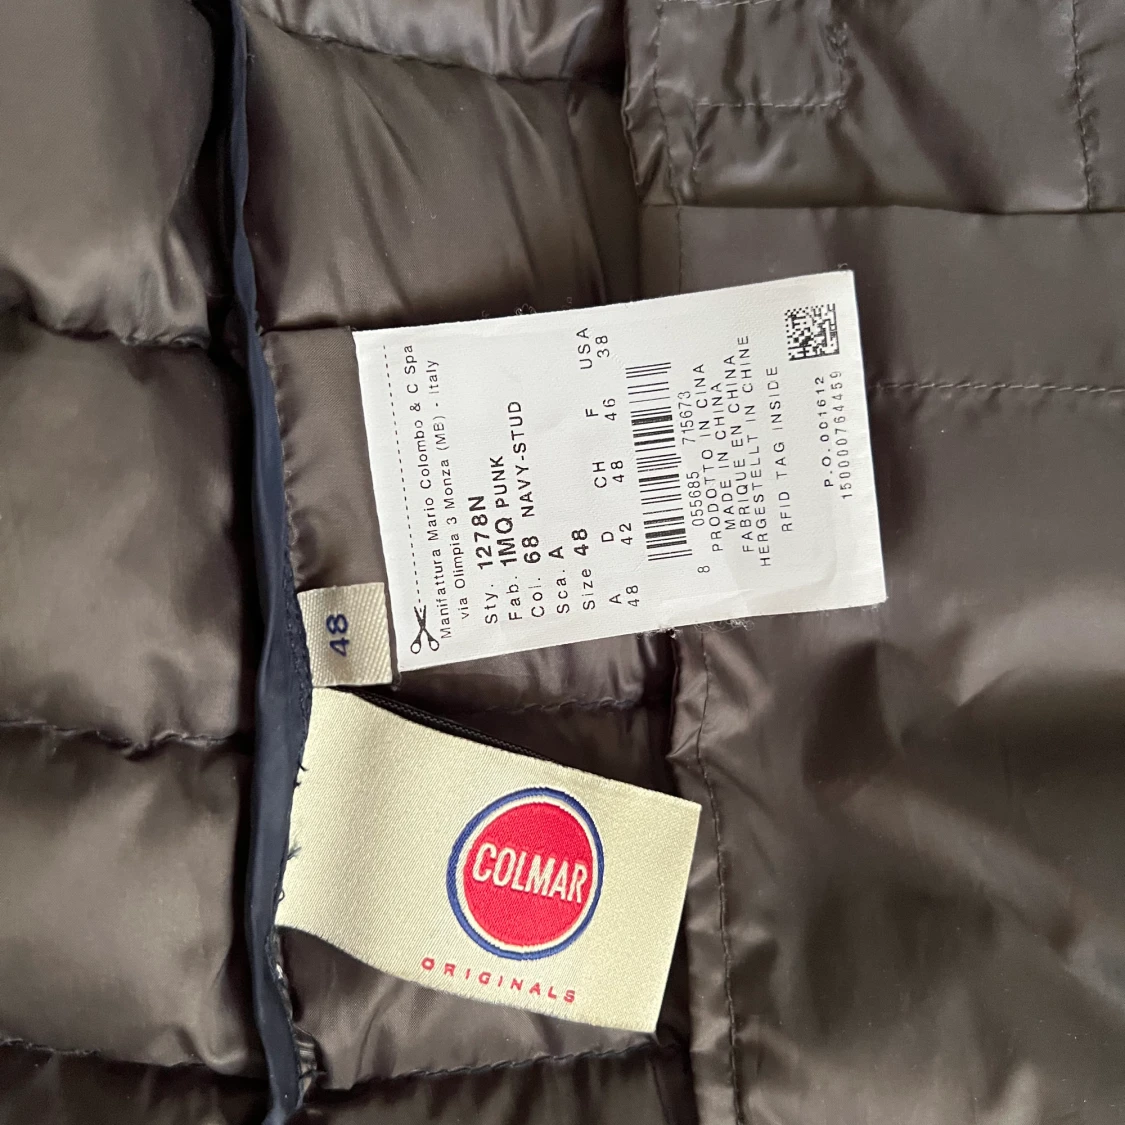 Manifattura Mario Colombo & C Spa
via Olimpia 3 Monza (MB) - Italy
Sty. 1278N
Fab. 1MQ PUNK
Col. 68 NAVY-STUD
Sca. A
Size 48
A D CH F USA
48 42 48 46 38
8 055685 715673
PRODOTTO IN CINA
MADE IN CHINA
FABRIQUE EN CHINA
HERGESTELLT IN CHINE
RFID TAG INSIDE
P.O. 001612
150000764459
48
COLMAR
ORIGINALS